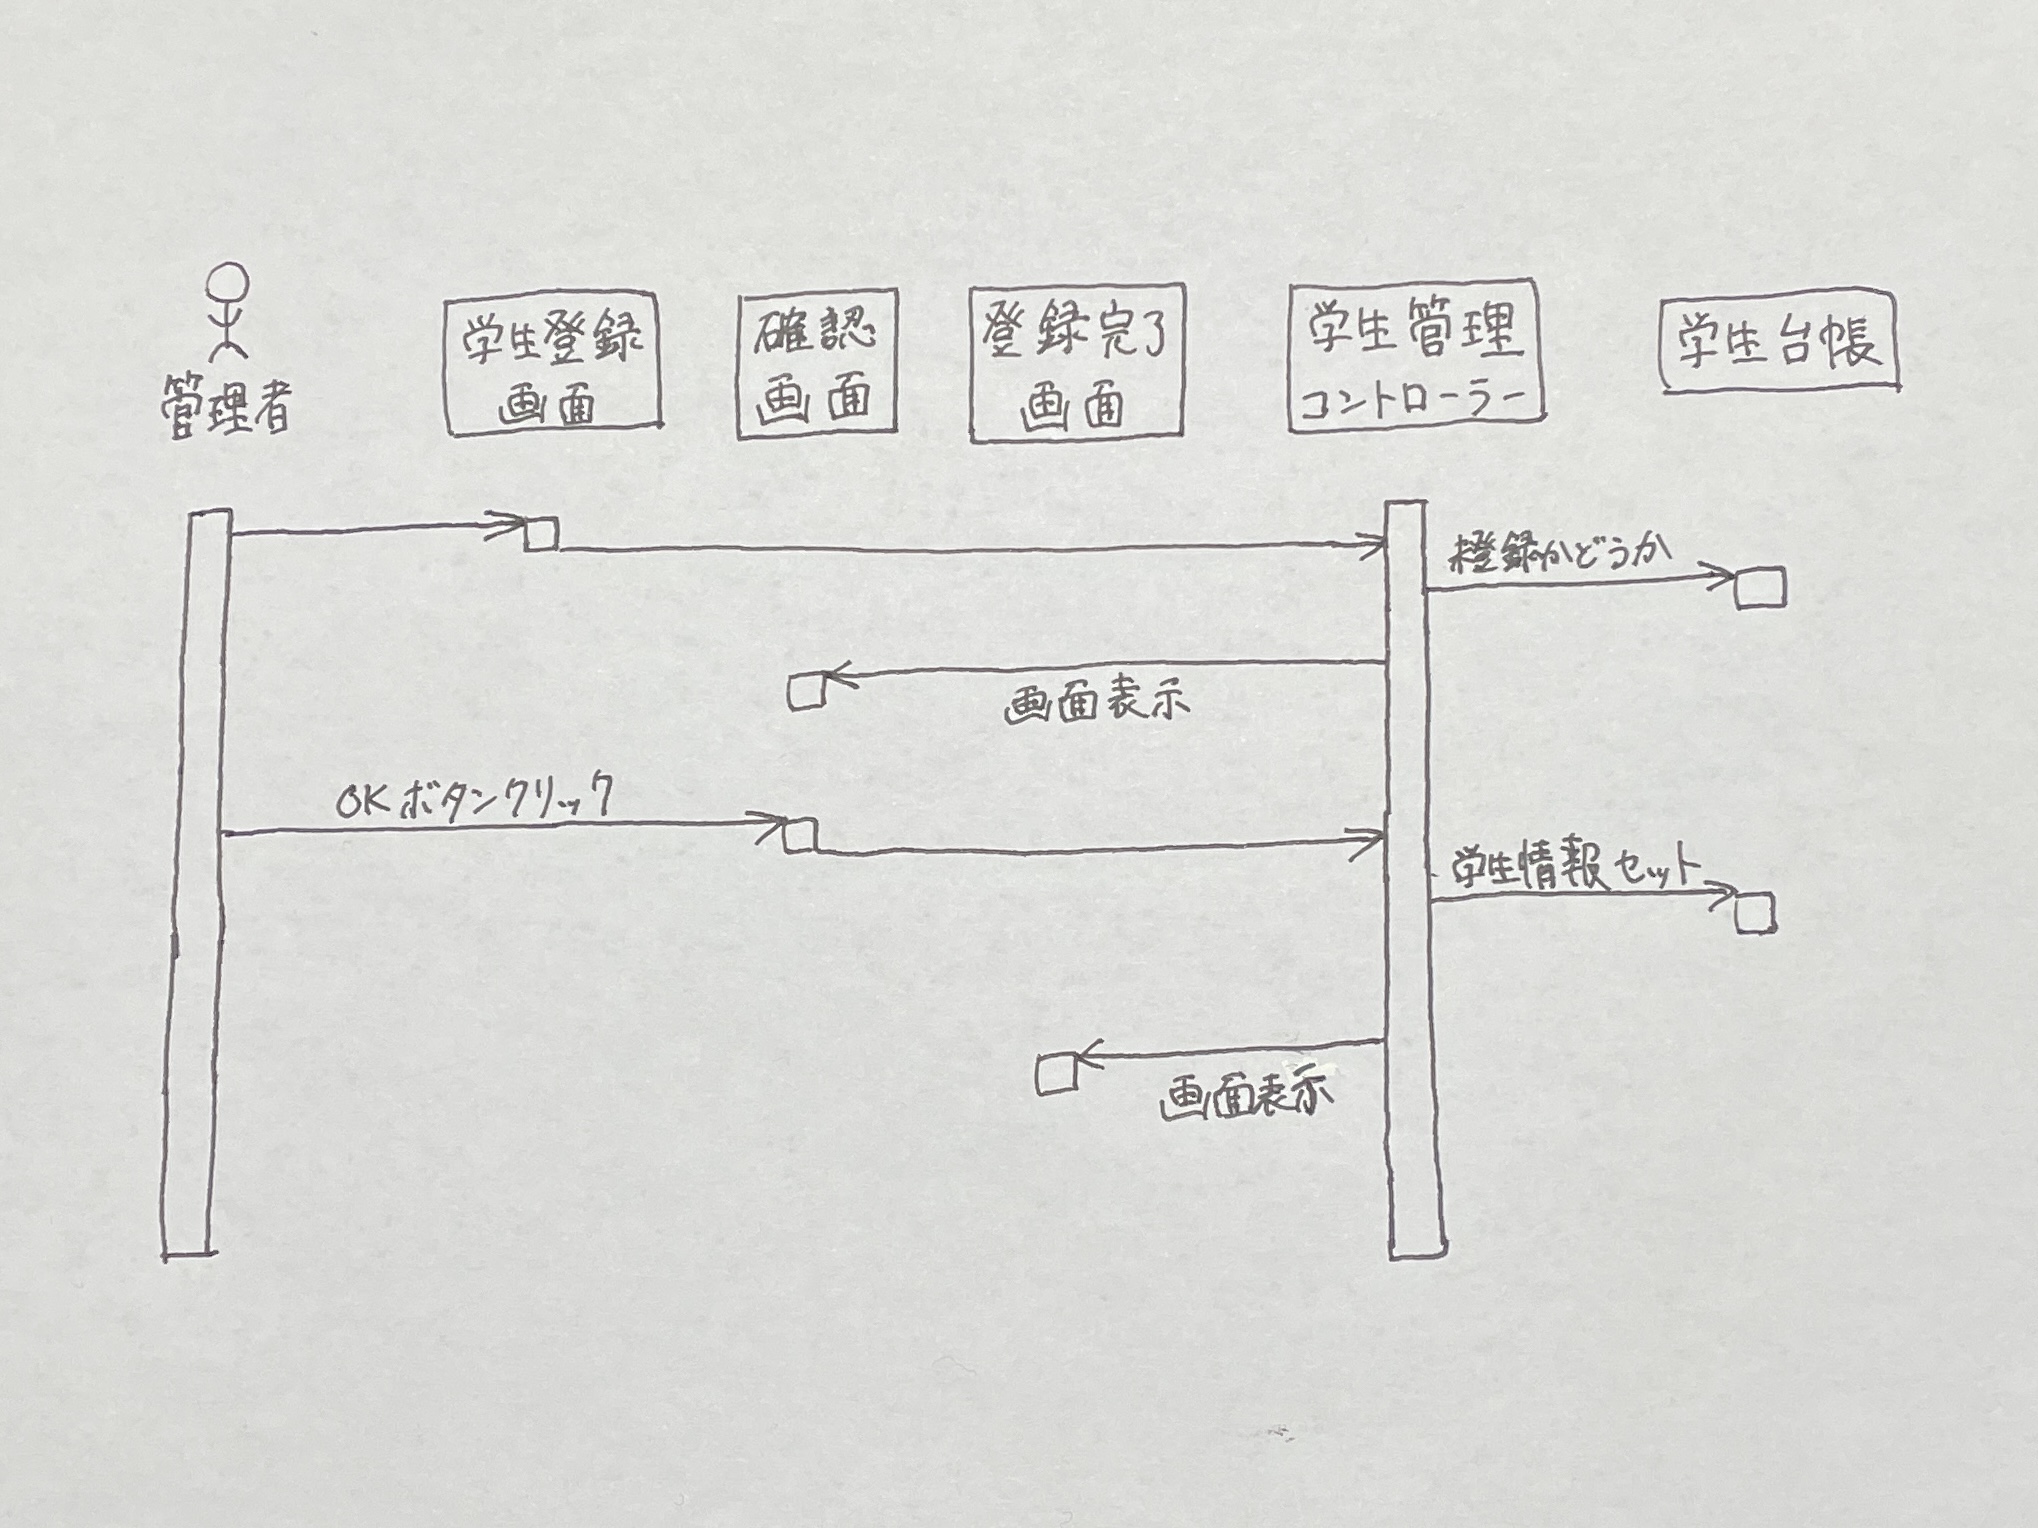 管理者
学生登録
画面
確認
画面
登録完了
画面
学生管理
コントローラー
学生台帳
橙録かどうか
画面表示
OKボタンクリック
学生情報セット
画面表示